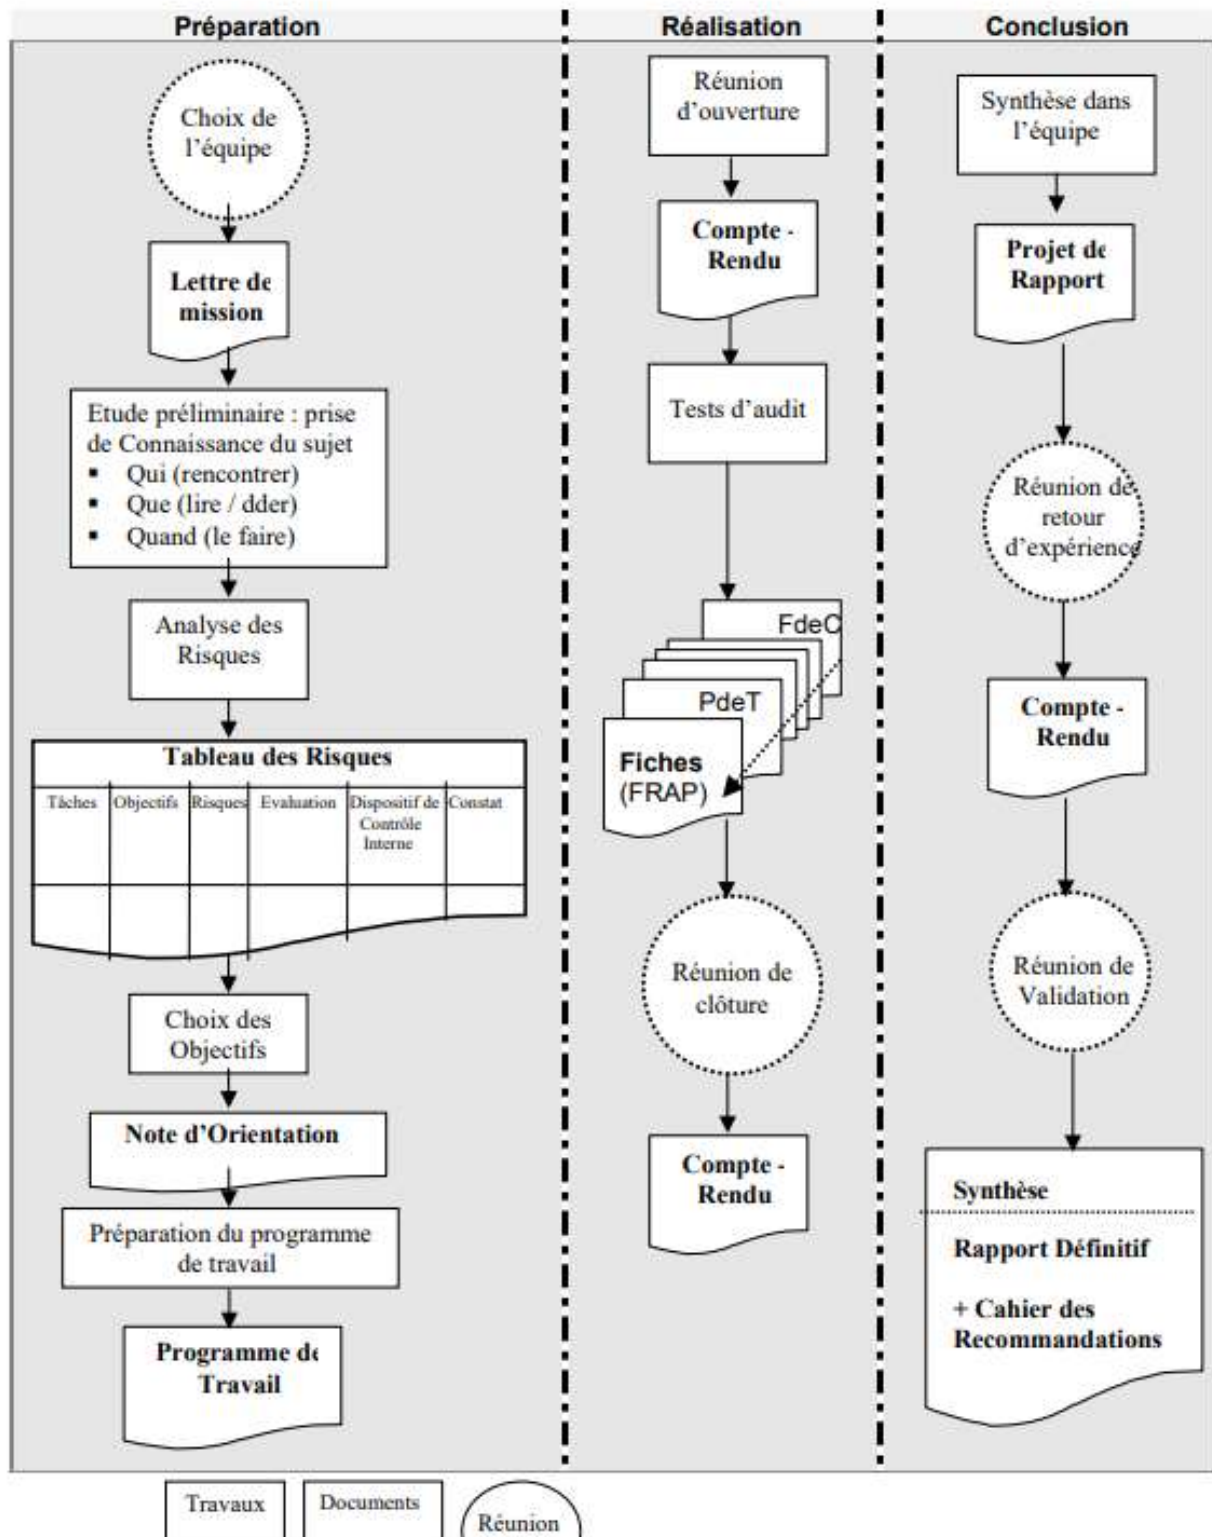 Préparation
Choix de
l'équipe
Lettre de
mission
Etude préliminaire : prise
de Connaissance du sujet
▪ Qui (rencontrer)
▪ Que (lire / dder)
▪ Quand (le faire)
Analyse des
Risques
Tableau des Risques
Tâches Objectifs Risques Evaluation Dispositif de Constat
Contrôle
Interne
Choix des
Objectifs
Note d'Orientation
Préparation du programme
de travail
Programme de
Travail
Réalisation
Réunion
d'ouverture
Compte -
Rendu
Tests d'audit
FdeC
PdeT
Fiches
(FRAP)
Réunion de
clôture
Compte -
Rendu
Conclusion
Synthèse dans
l'équipe
Projet de
Rapport
Réunion de
retour
d'expérience
Compte -
Rendu
Réunion de
Validation
Synthèse
Rapport Définitif
+ Cahier des
Recommandations
Travaux
Documents
Réunion